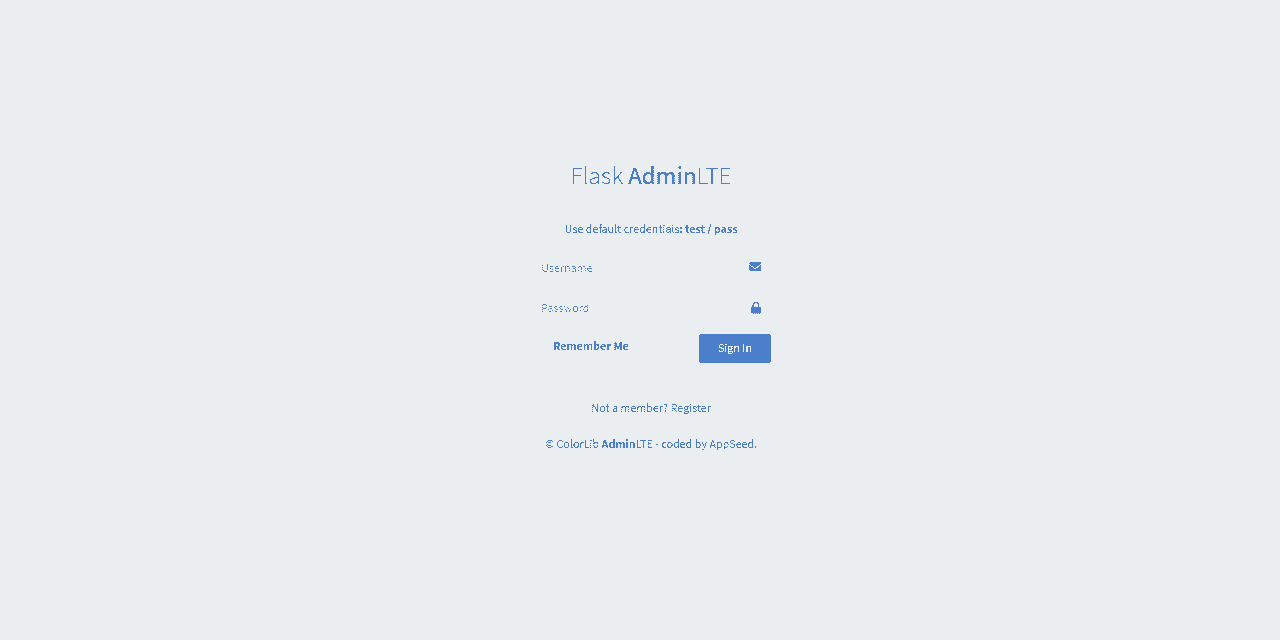 Flask AdminLTE
Use default credentials: test / pass
Username
Password
Remember Me
Sign In
Not a member? Register
© ColorLib AdminLTE - coded by AppSeed.